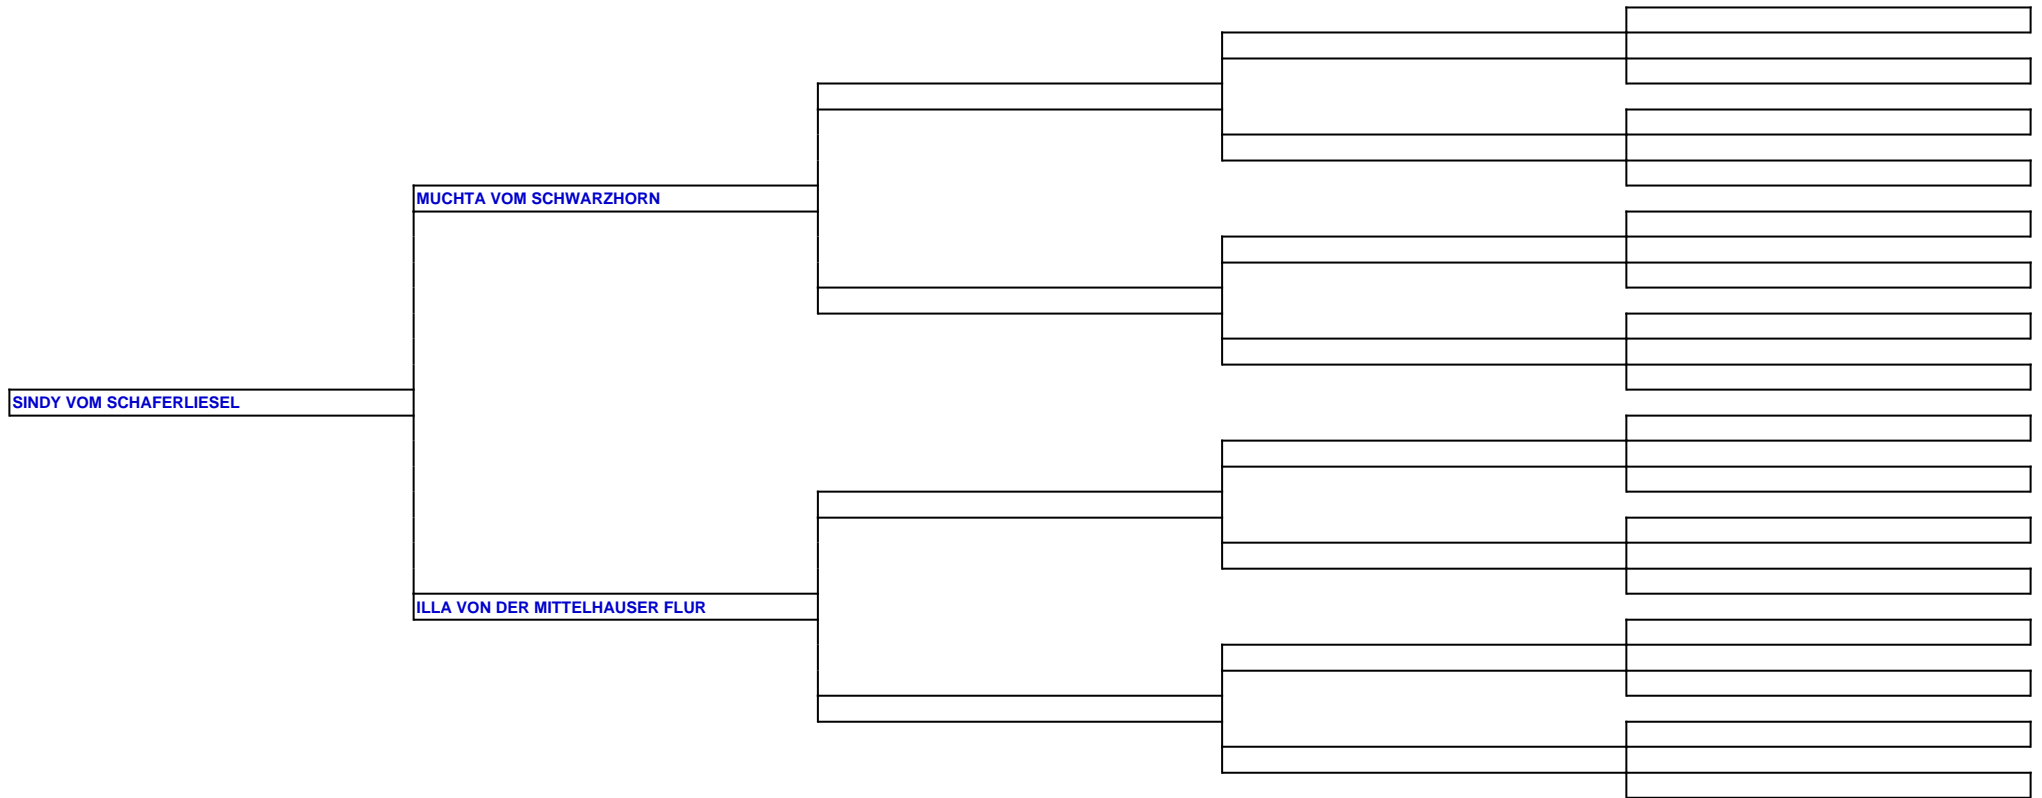 MUCHTA VOM SCHWARZHORN
SINDY VOM SCHAFERLIESEL
ILLA VON DER MITTELHAUSER FLUR